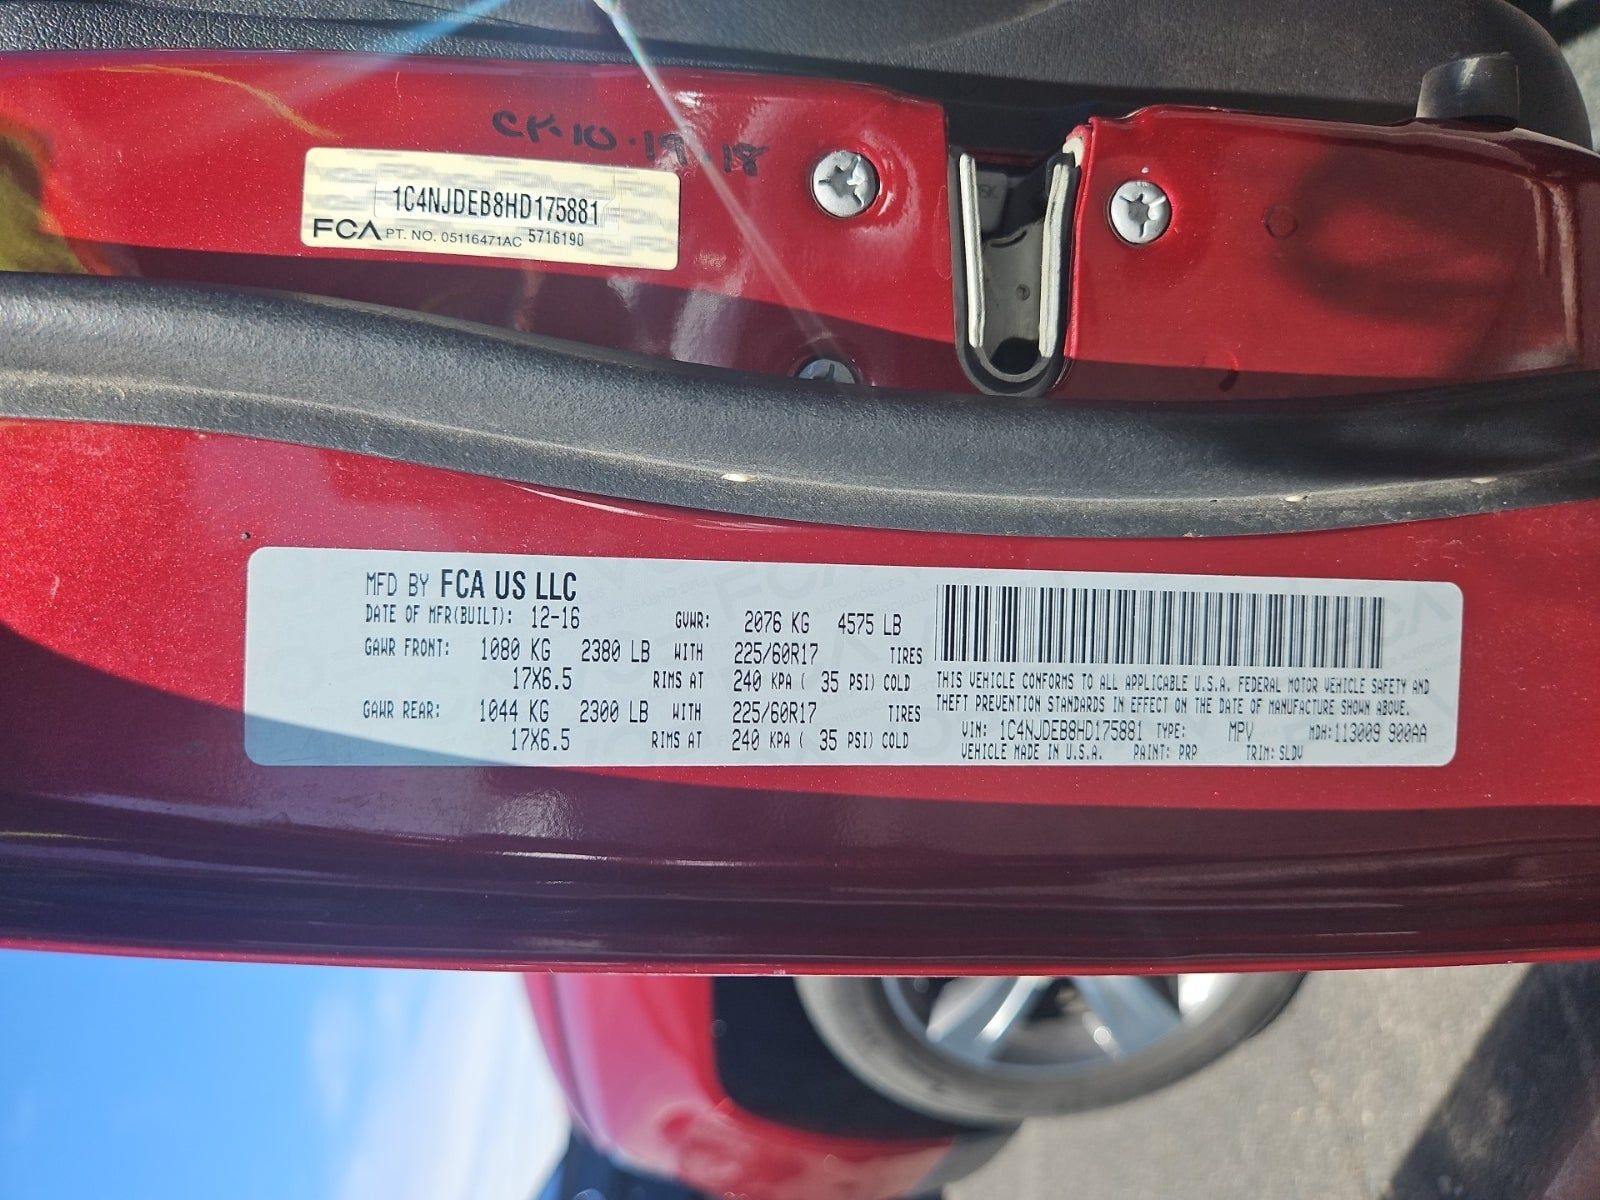 CK-10-19-18
1C4NJDEB8HD175881
FCA PT. NO. 05116471AC 5716190
MFD BY FCA US LLC
DATE OF MFR(BUILT): 12-16 GVWR: 2076 KG 4575 LB
GAWR FRONT: 1080 KG 2380 LB WITH 225/60R17 TIRES
17X6.5 RIMS AT 240 KPA ( 35 PSI) COLD
GAWR REAR: 1044 KG 2300 LB WITH 225/60R17 TIRES
17X6.5 RIMS AT 240 KPA ( 35 PSI) COLD
THIS VEHICLE CONFORMS TO ALL APPLICABLE U.S.A. FEDERAL MOTOR VEHICLE SAFETY AND
THEFT PREVENTION STANDARDS IN EFFECT ON THE DATE OF MANUFACTURE SHOWN ABOVE.
VIN: 1C4NJDEB8HD175881 TYPE: MPV MDH:113009 900AA
VEHICLE MADE IN U.S.A. PAINT: PRP TRIM: SLDV